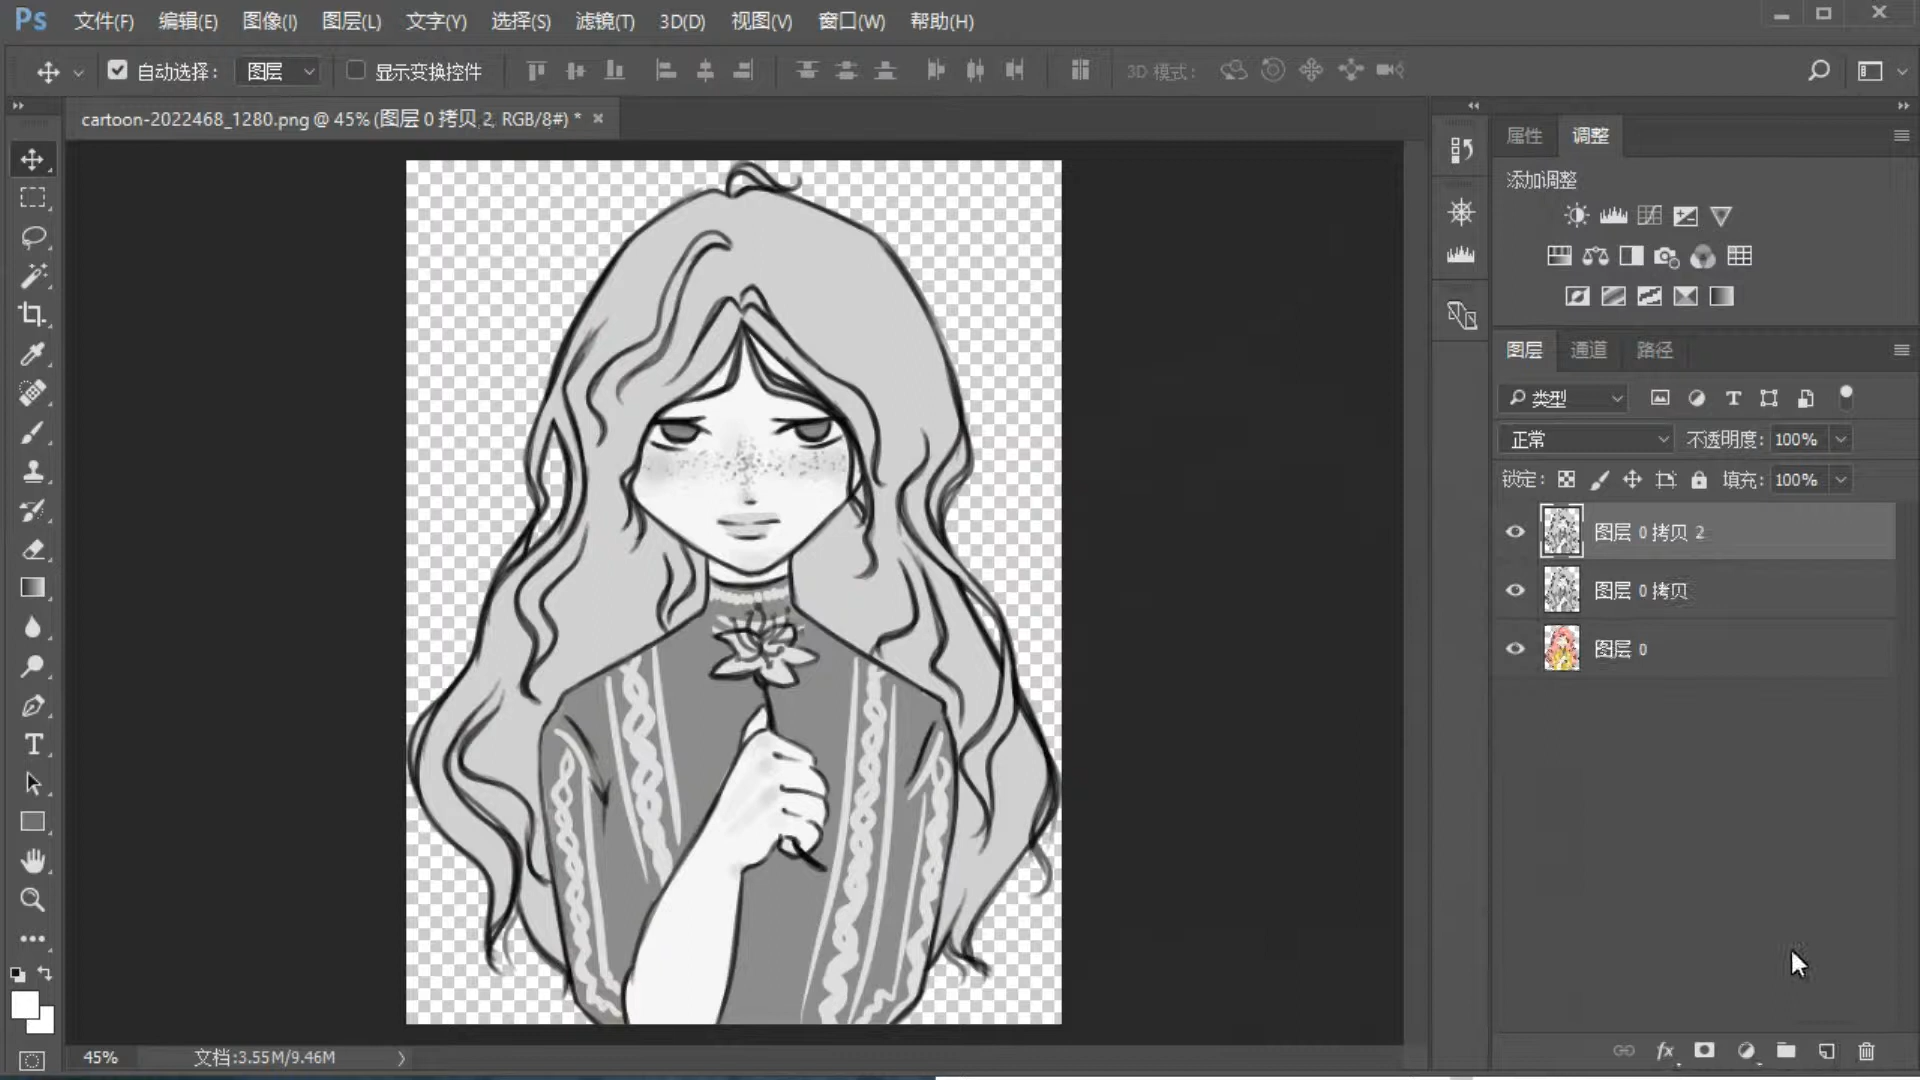 Ps 文件(F) 编辑(E) 图像(I) 图层(L) 文字(Y) 选择(S) 滤镜(T) 3D(D) 视图(V) 窗口(W) 帮助(H)
自动选择： 图层 显示变换控件 3D 模式：
cartoon-2022468_1280.png @ 45% (图层 0 拷贝 2, RGB/8#) * ×
属性 调整
添加调整
图层 通道 路径
类型
正常 不透明度: 100%
锁定: 填充: 100%
图层 0 拷贝 2
图层 0 拷贝
图层 0
45% 文档:3.55M/9.46M